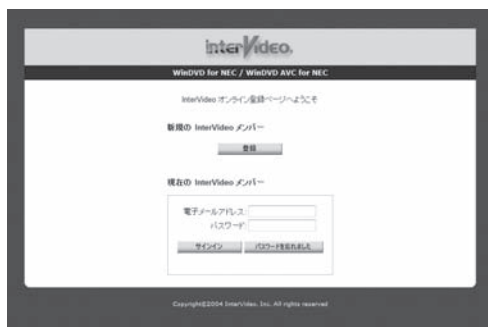 InterVideo.
WinDVD for NEC / WinDVD AVC for NEC
InterVideo オンライン登録ページへようこそ
新規の InterVideo メンバー
登録
現在の InterVideo メンバー
電子メールアドレス:
パスワード:
サインイン パスワードを忘れました
Copyright©2004 InterVideo, Inc. All rights reserved